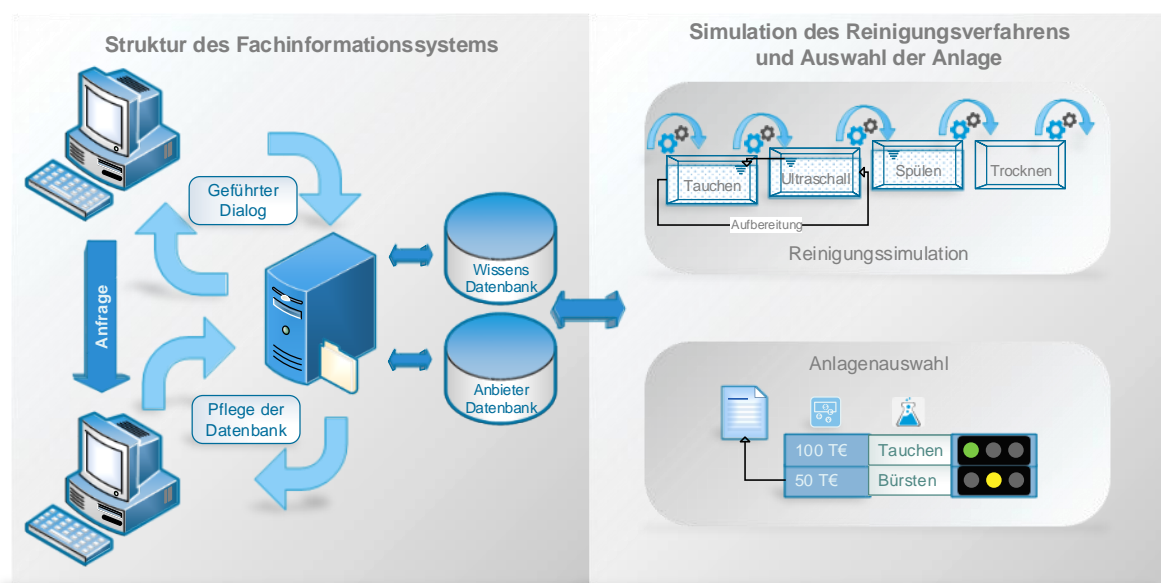 Struktur des Fachinformationssystems
Geführter
Dialog
Anfrage
Pflege der
Datenbank
Wissens
Datenbank
Anbieter
Datenbank
Simulation des Reinigungsverfahrens
und Auswahl der Anlage
Tauchen
Ultraschall
Spülen
Trocknen
Aufbereitung
Reinigungssimulation
Anlagenauswahl
100 T€ Tauchen
50 T€ Bürsten